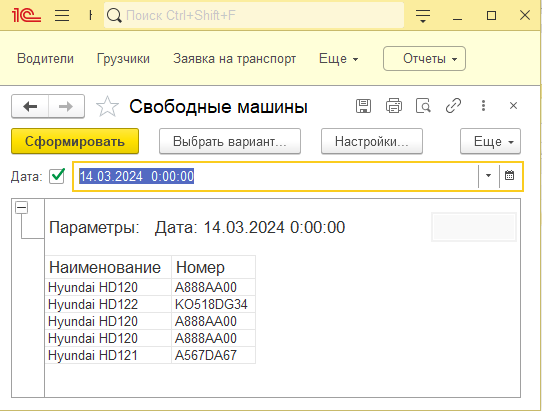 1С Поиск Ctrl+Shift+F
Водители Грузчики Заявка на транспорт Еще Отчеты
Свободные машины
Сформировать Выбрать вариант... Настройки... Еще
Дата: 14.03.2024 0:00:00
Параметры: Дата: 14.03.2024 0:00:00
Наименование Номер
Hyundai HD120 A888AA00
Hyundai HD122 KO518DG34
Hyundai HD120 A888AA00
Hyundai HD120 A888AA00
Hyundai HD121 A567DA67